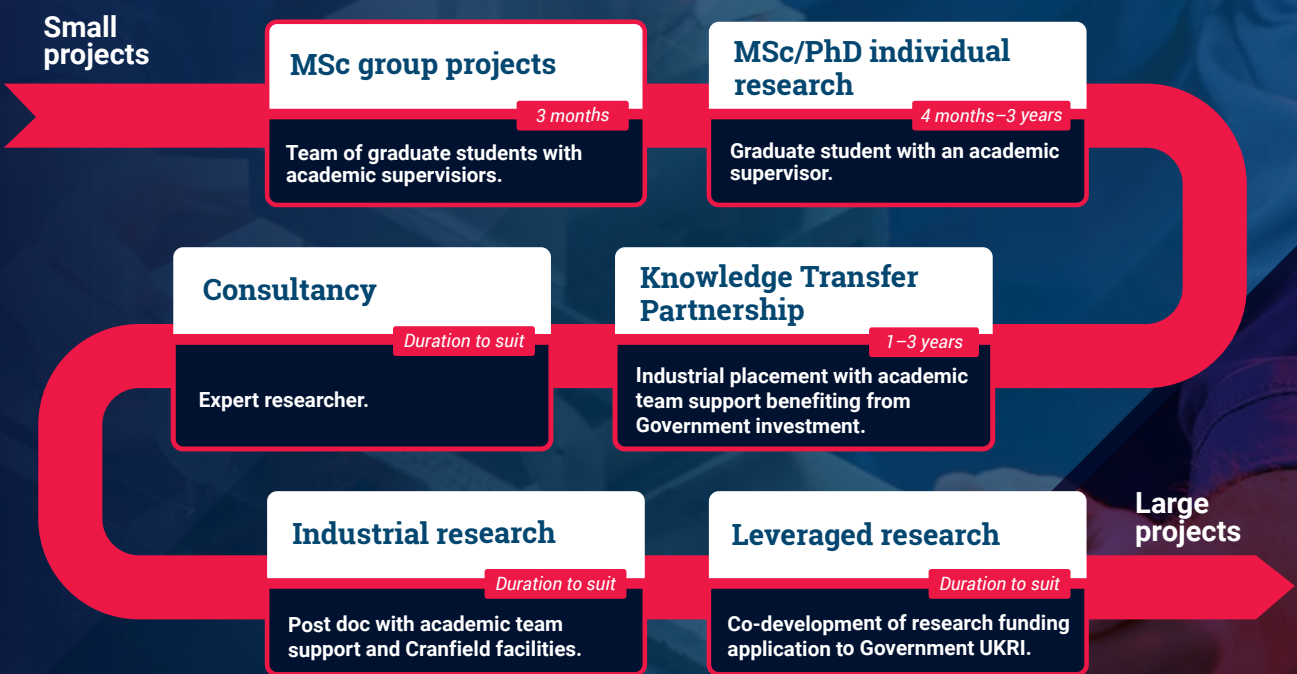 Small
projects
MSc group projects
3 months
Team of graduate students with
academic supervisiors.
MSc/PhD individual
research
4 months–3 years
Graduate student with an academic
supervisor.
Knowledge Transfer
Partnership
1–3 years
Industrial placement with academic
team support benefiting from
Government investment.
Consultancy
Duration to suit
Expert researcher.
Industrial research
Duration to suit
Post doc with academic team
support and Cranfield facilities.
Leveraged research
Duration to suit
Co-development of research funding
application to Government UKRI.
Large
projects